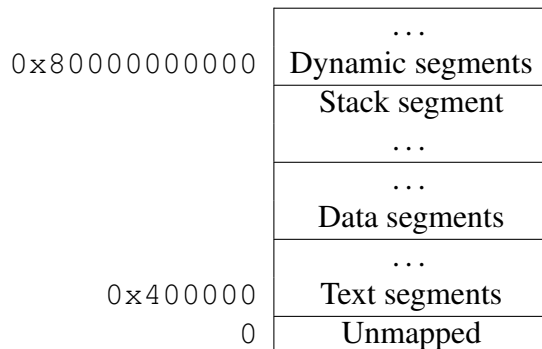 ...
0x80000000000 Dynamic segments
Stack segment
...
...
Data segments
...
0x400000 Text segments
0 Unmapped